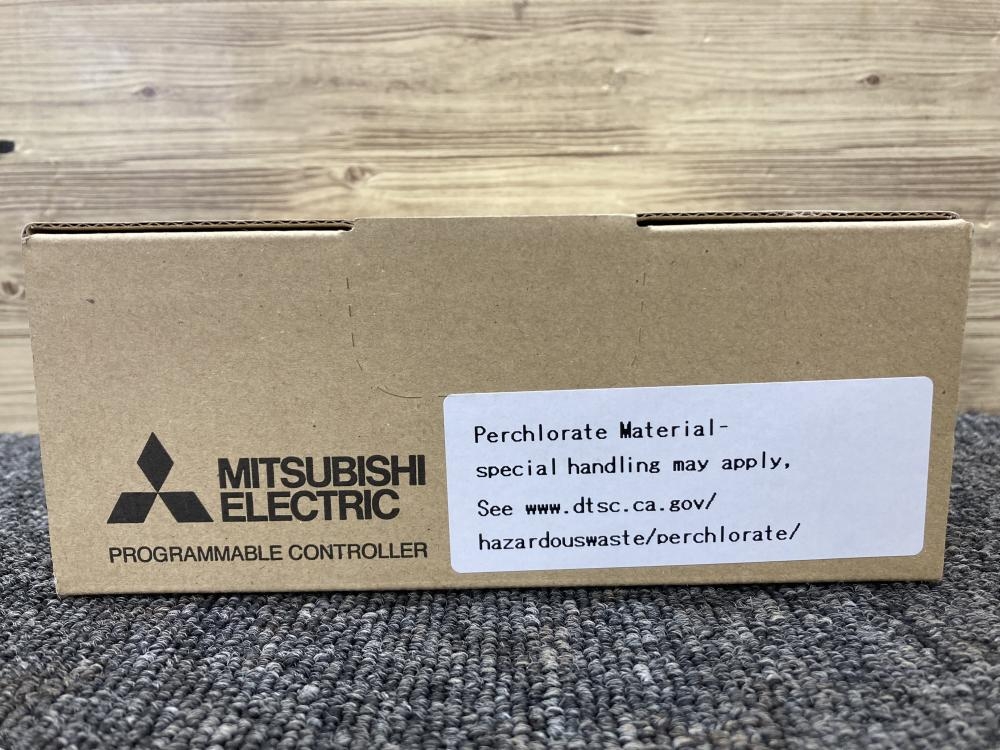 MITSUBISHI
ELECTRIC
PROGRAMMABLE CONTROLLER
Perchlorate Material-
special handling may apply,
See www.dtsc.ca.gov/
hazardouswaste/perchlorate/